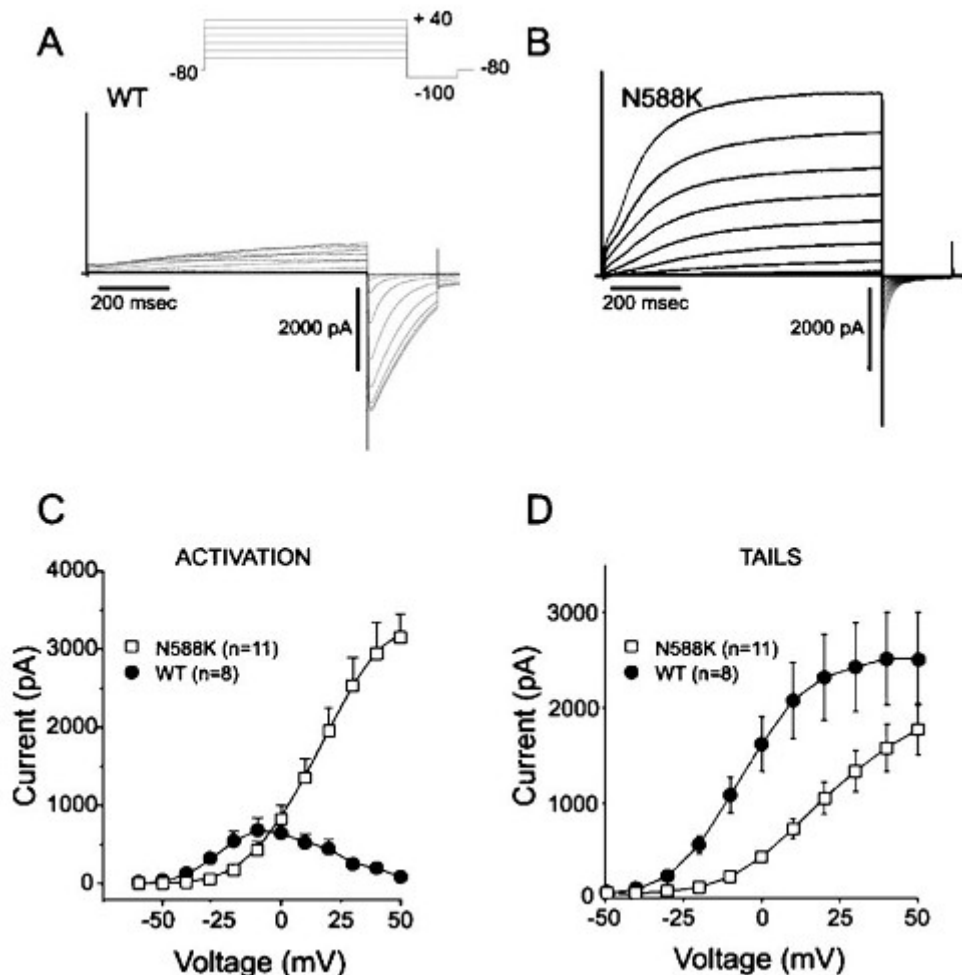 A
+ 40
-80
-80
-100
WT
200 msec
2000 pA
B
N588K
200 msec
2000 pA
C
ACTIVATION
4000
3000
2000
1000
0
Current (pA)
N588K (n=11)
WT (n=8)
-50
-25
0
25
50
Voltage (mV)
D
TAILS
3000
2000
1000
0
Current (pA)
N588K (n=11)
WT (n=8)
-50
-25
0
25
50
Voltage (mV)